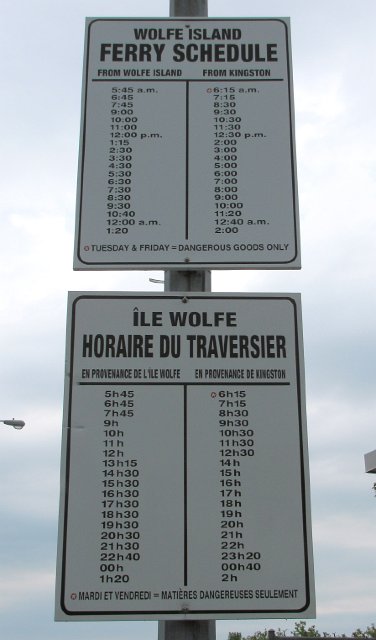 WOLFE ISLAND
FERRY SCHEDULE
FROM WOLFE ISLAND FROM KINGSTON
5:45 a.m. ¤6:15 a.m.
6:45 7:15
7:45 8:30
9:00 9:30
10:00 10:30
11:00 11:30
12:00 p.m. 12:30 p.m.
1:15 2:00
2:30 3:00
3:30 4:00
4:30 5:00
5:30 6:00
6:30 7:00
7:30 8:00
8:30 9:00
9:30 10:00
10:40 11:20
12:00 a.m. 12:40 a.m.
1:20 2:00
¤ TUESDAY & FRIDAY = DANGEROUS GOODS ONLY
ÎLE WOLFE
HORAIRE DU TRAVERSIER
EN PROVENANCE DE L'ÎLE WOLFE EN PROVENANCE DE KINGSTON
5h45 ¤ 6h15
6h45 7h15
7h45 8h30
9h 9h30
10h 10h30
11h 11h30
12h 12h30
13h15 14h
14h30 15h
15h30 16h
16h30 17h
17h30 18h
18h30 19h
19h30 20h
20h30 21h
21h30 22h
22h40 23h20
00h 00h40
1h20 2h
¤ MARDI ET VENDREDI = MATIÈRES DANGEREUSES SEULEMENT